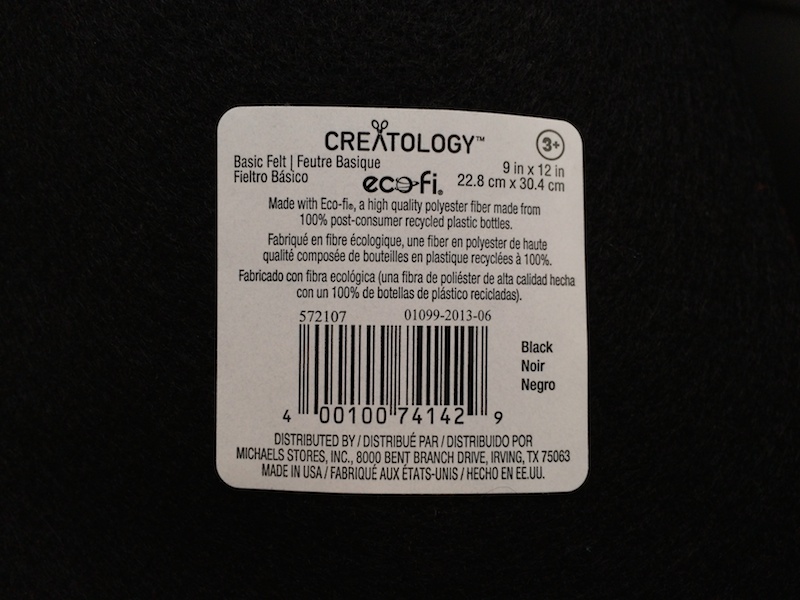 CREATOLOGY™
3+
Basic Felt | Feutre Basique
Fieltro Básico
eco-fi®
9 in x 12 in
22.8 cm x 30.4 cm
Made with Eco-fi®, a high quality polyester fiber made from
100% post-consumer recycled plastic bottles.
Fabriqué en fibre écologique, une fiber en polyester de haute
qualité composée de bouteilles en plastique recyclées à 100%.
Fabricado con fibra ecológica (una fibra de poliéster de alta calidad hecha
con un 100% de botellas de plástico recicladas).
572107 01099-2013-06
Black
Noir
Negro
4 00100 74142 9
DISTRIBUTED BY / DISTRIBUÉ PAR / DISTRIBUIDO POR
MICHAELS STORES, INC., 8000 BENT BRANCH DRIVE, IRVING, TX 75063
MADE IN USA / FABRIQUÉ AUX ÉTATS-UNIS / HECHO EN EE.UU.